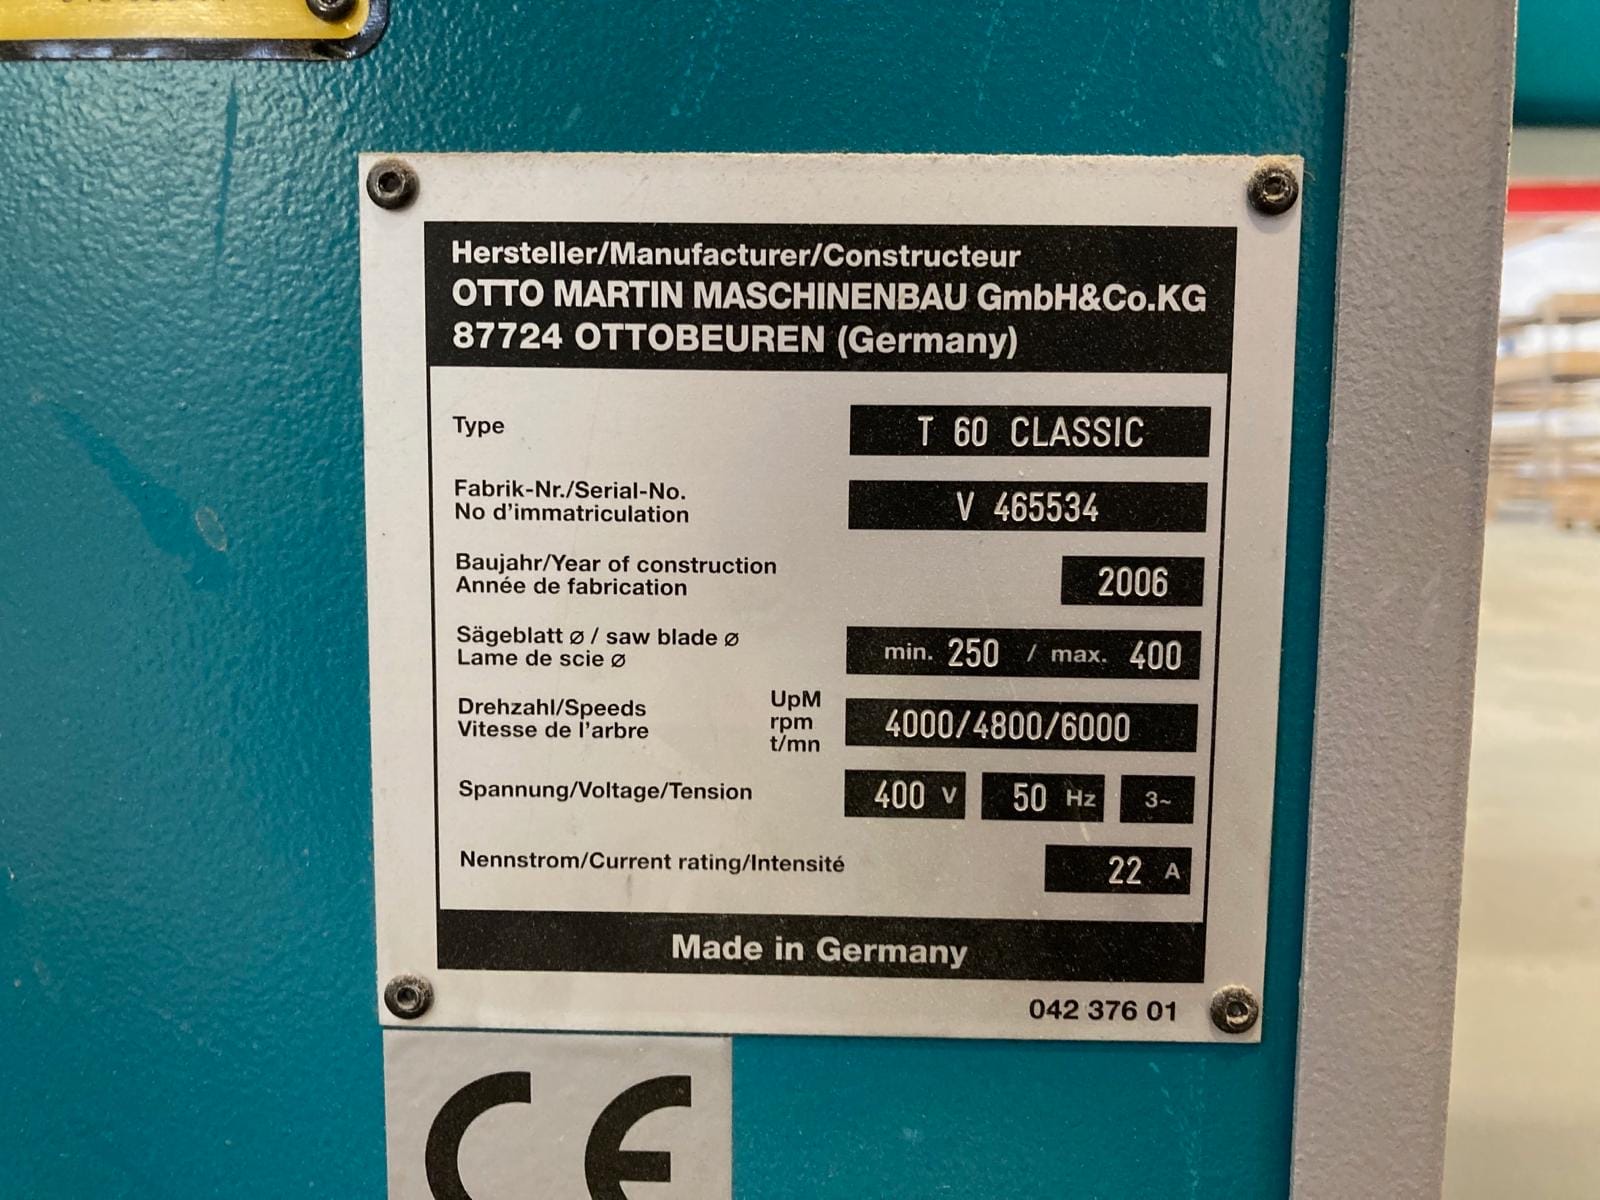 Hersteller/Manufacturer/Constructeur
OTTO MARTIN MASCHINENBAU GmbH&Co.KG
87724 OTTOBEUREN (Germany)
Type T 60 CLASSIC
Fabrik-Nr./Serial-No.
No d'immatriculation V 465534
Baujahr/Year of construction
Année de fabrication 2006
Sägeblatt ⌀ / saw blade ⌀
Lame de scie ⌀ min. 250 / max. 400
Drehzahl/Speeds UpM
Vitesse de l'arbre rpm 4000/4800/6000
t/mn
Spannung/Voltage/Tension 400 V 50 Hz 3~
Nennstrom/Current rating/Intensité 22 A
Made in Germany
042 376 01
CE